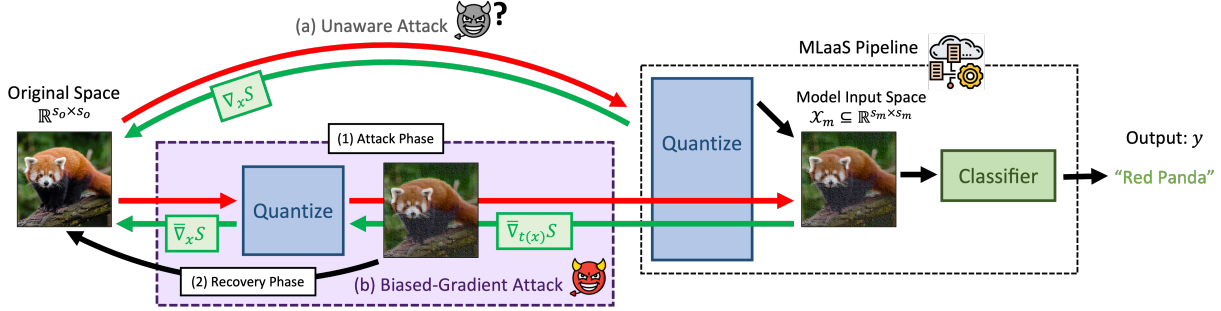 (a) Unaware Attack
?
MLaaS Pipeline
Original Space
ℝ^{s_o×s_o}
∇_x S
Quantize
Model Input Space
𝒳_m ⊆ ℝ^{s_m×s_m}
Output: y
(1) Attack Phase
Quantize
Classifier
"Red Panda"
∇̅_x S
∇̅_{t(x)} S
(2) Recovery Phase
(b) Biased-Gradient Attack